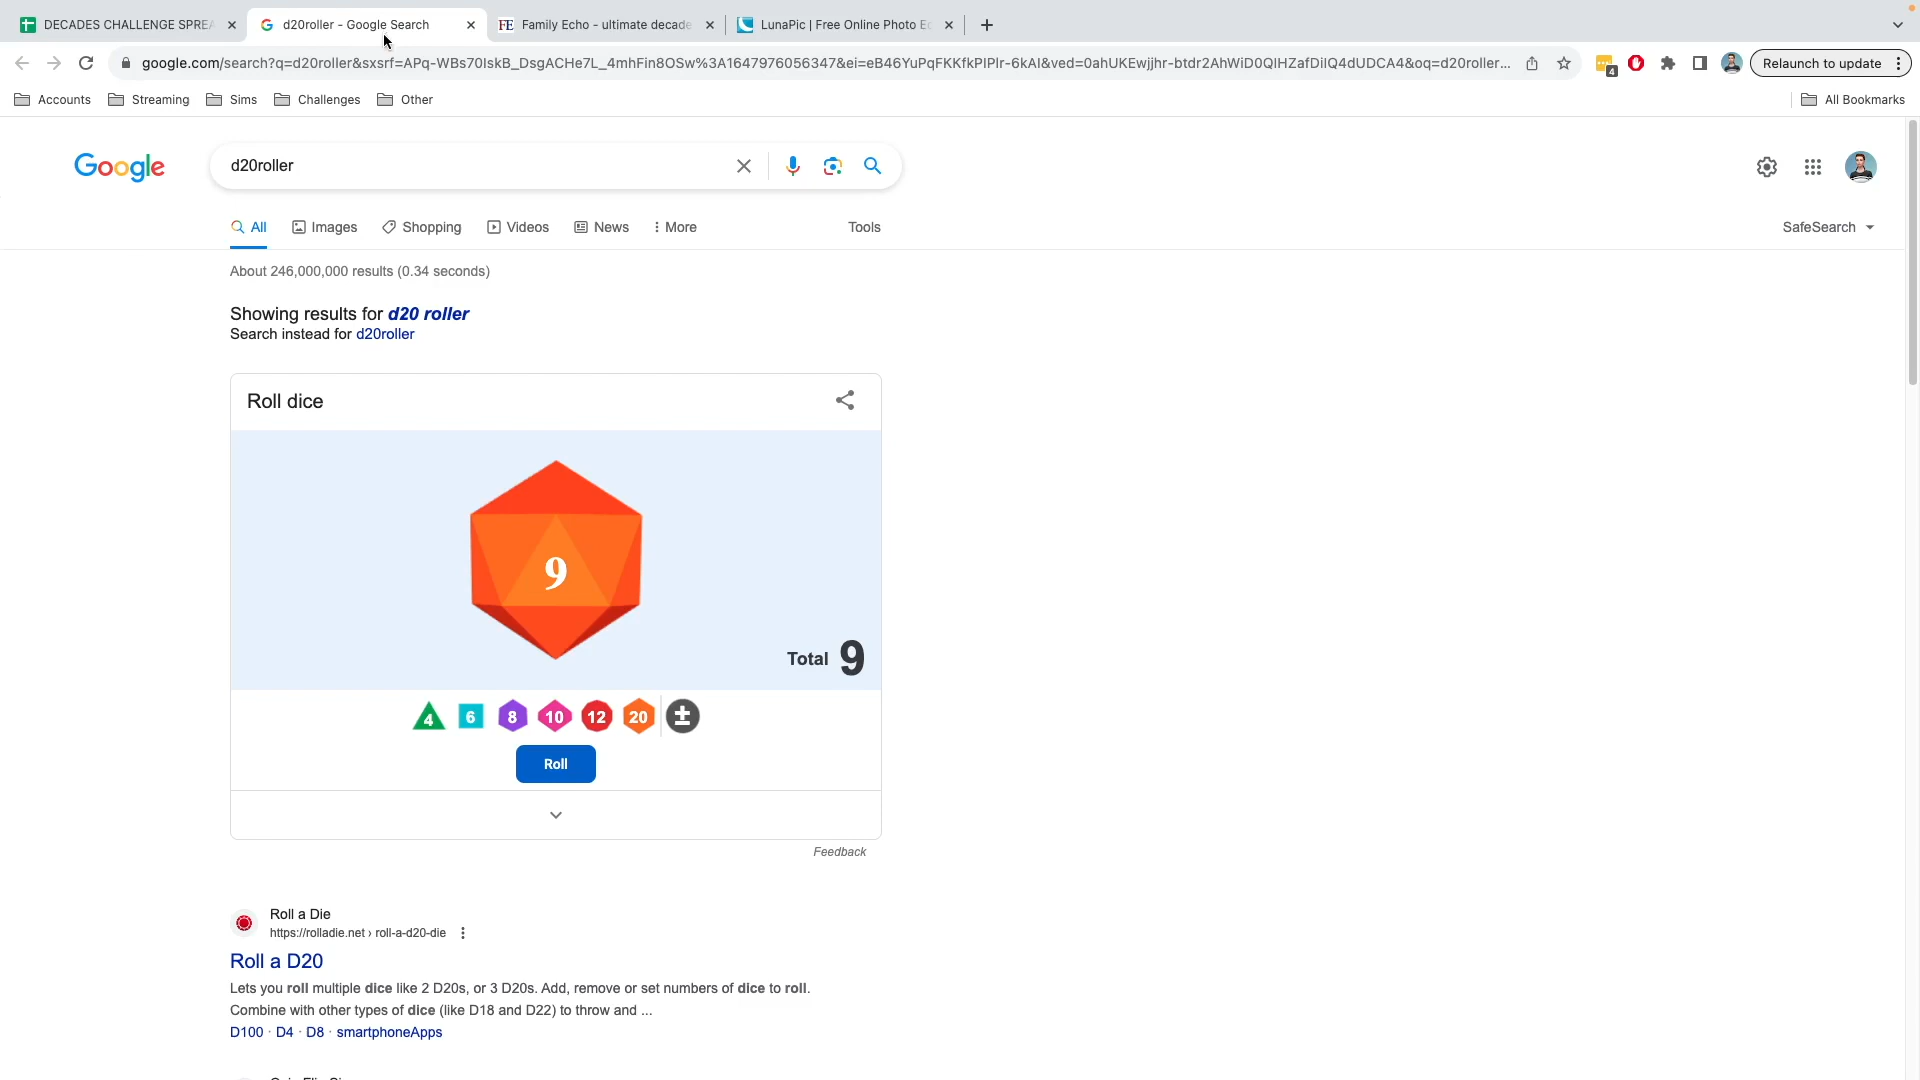 DECADES CHALLENGE SPREA
d20roller - Google Search
Family Echo - ultimate decade
LunaPic | Free Online Photo Ed
google.com/search?q=d20roller&sxsrf=APq-WBs70IskB_DsgACHe7L_4mhFin8OSw%3A1647976056347&ei=eB46YuPqFKKfkPIPlr-6kAI&ved=0ahUKEwjjhr-btdr2AhWiD0QIHZafDiIQ4dUDCA4&oq=d20roller...
4
Relaunch to update
Accounts
Streaming
Sims
Challenges
Other
All Bookmarks
Google
d20roller
All
Images
Shopping
Videos
News
More
Tools
SafeSearch
About 246,000,000 results (0.34 seconds)
Showing results for d20 roller
Search instead for d20roller
Roll dice
9
Total 9
4 6 8 10 12 20 ±
Roll
Feedback
Roll a Die
https://rolladie.net › roll-a-d20-die
Roll a D20
Lets you roll multiple dice like 2 D20s, or 3 D20s. Add, remove or set numbers of dice to roll.
Combine with other types of dice (like D18 and D22) to throw and ...
D100 · D4 · D8 · smartphoneApps